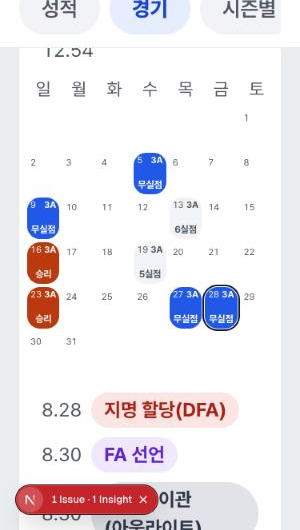 성적 경기 시즌별
12.54
일 월 화 수 목 금 토
1
2 3 4 5 3A 6 7 8
무실점
9 3A 10 11 12 13 3A 14 15
무실점 6실점
16 3A 17 18 19 3A 20 21 22
승리 5실점
23 3A 24 25 26 27 3A 28 3A 29
승리 무실점 무실점
30 31
8.28 지명 할당(DFA)
8.30 FA 선언
이관
N 1 Issue · 1 Insight ×
8.30 (아웃라이트)